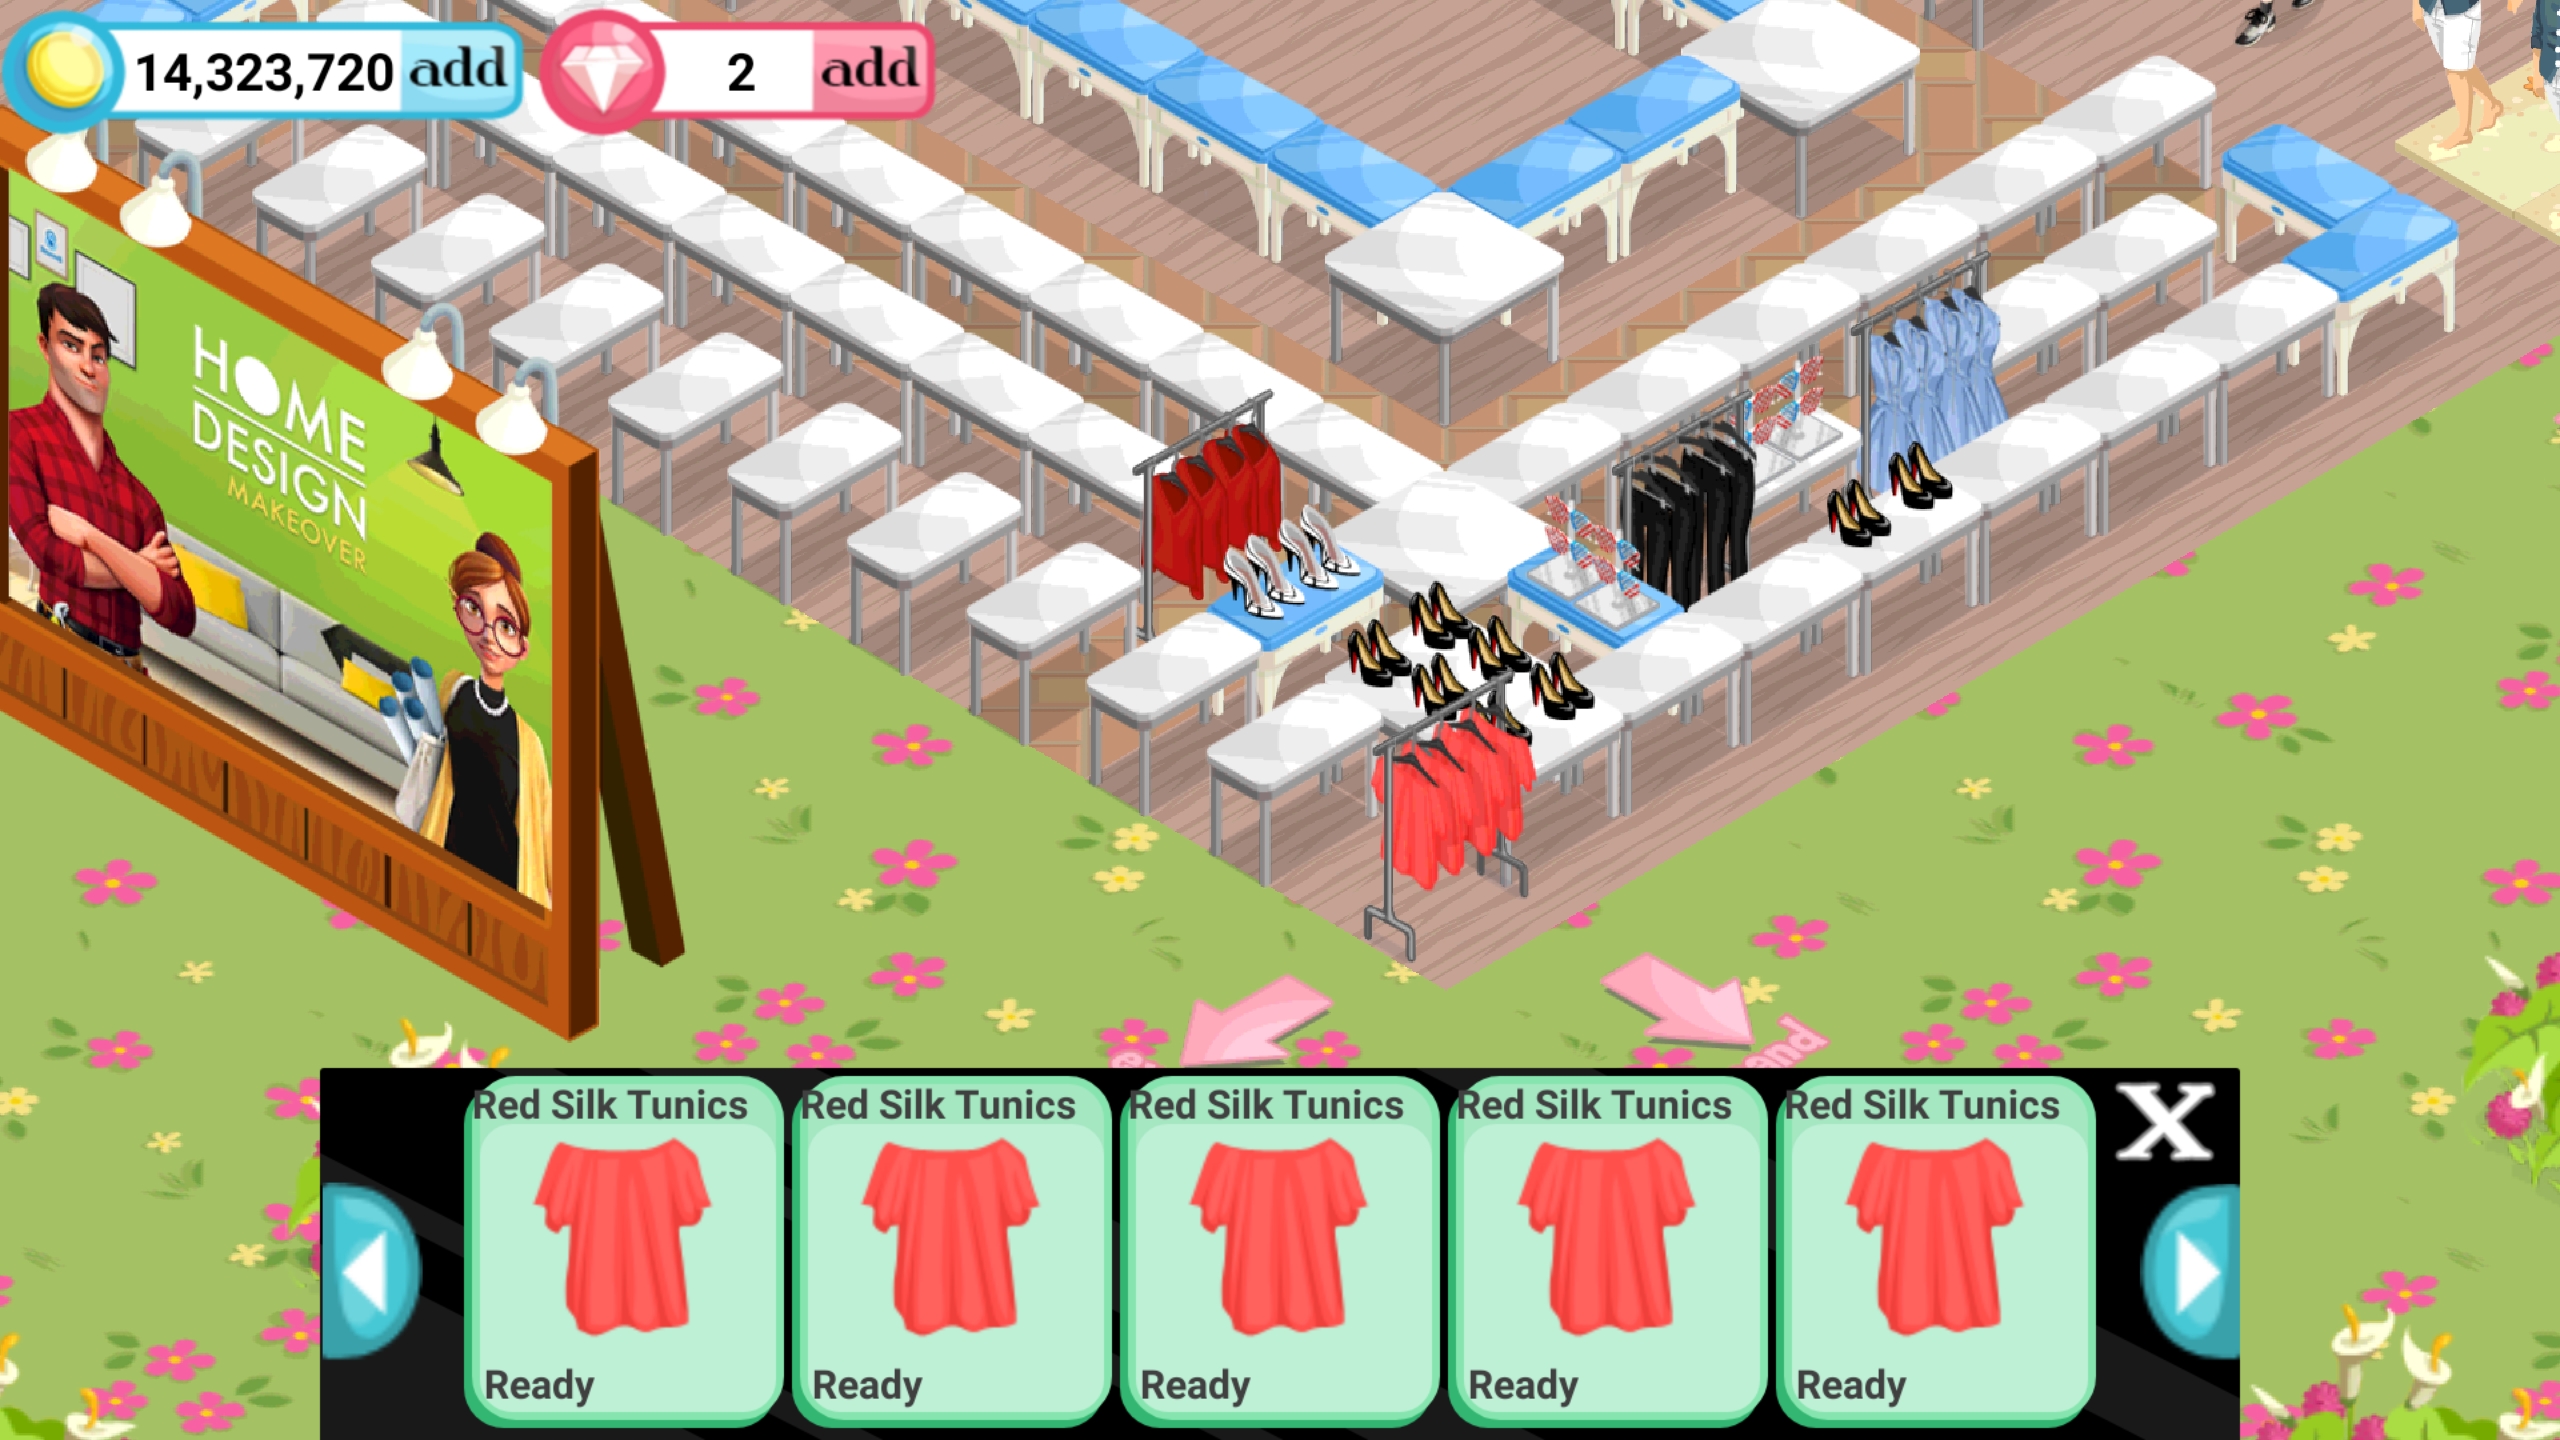 14,323,720 add
2 add
HOME
DESIGN
MAKEOVER
and
Red Silk Tunics
Ready
Red Silk Tunics
Ready
Red Silk Tunics
Ready
Red Silk Tunics
Ready
Red Silk Tunics
Ready
X